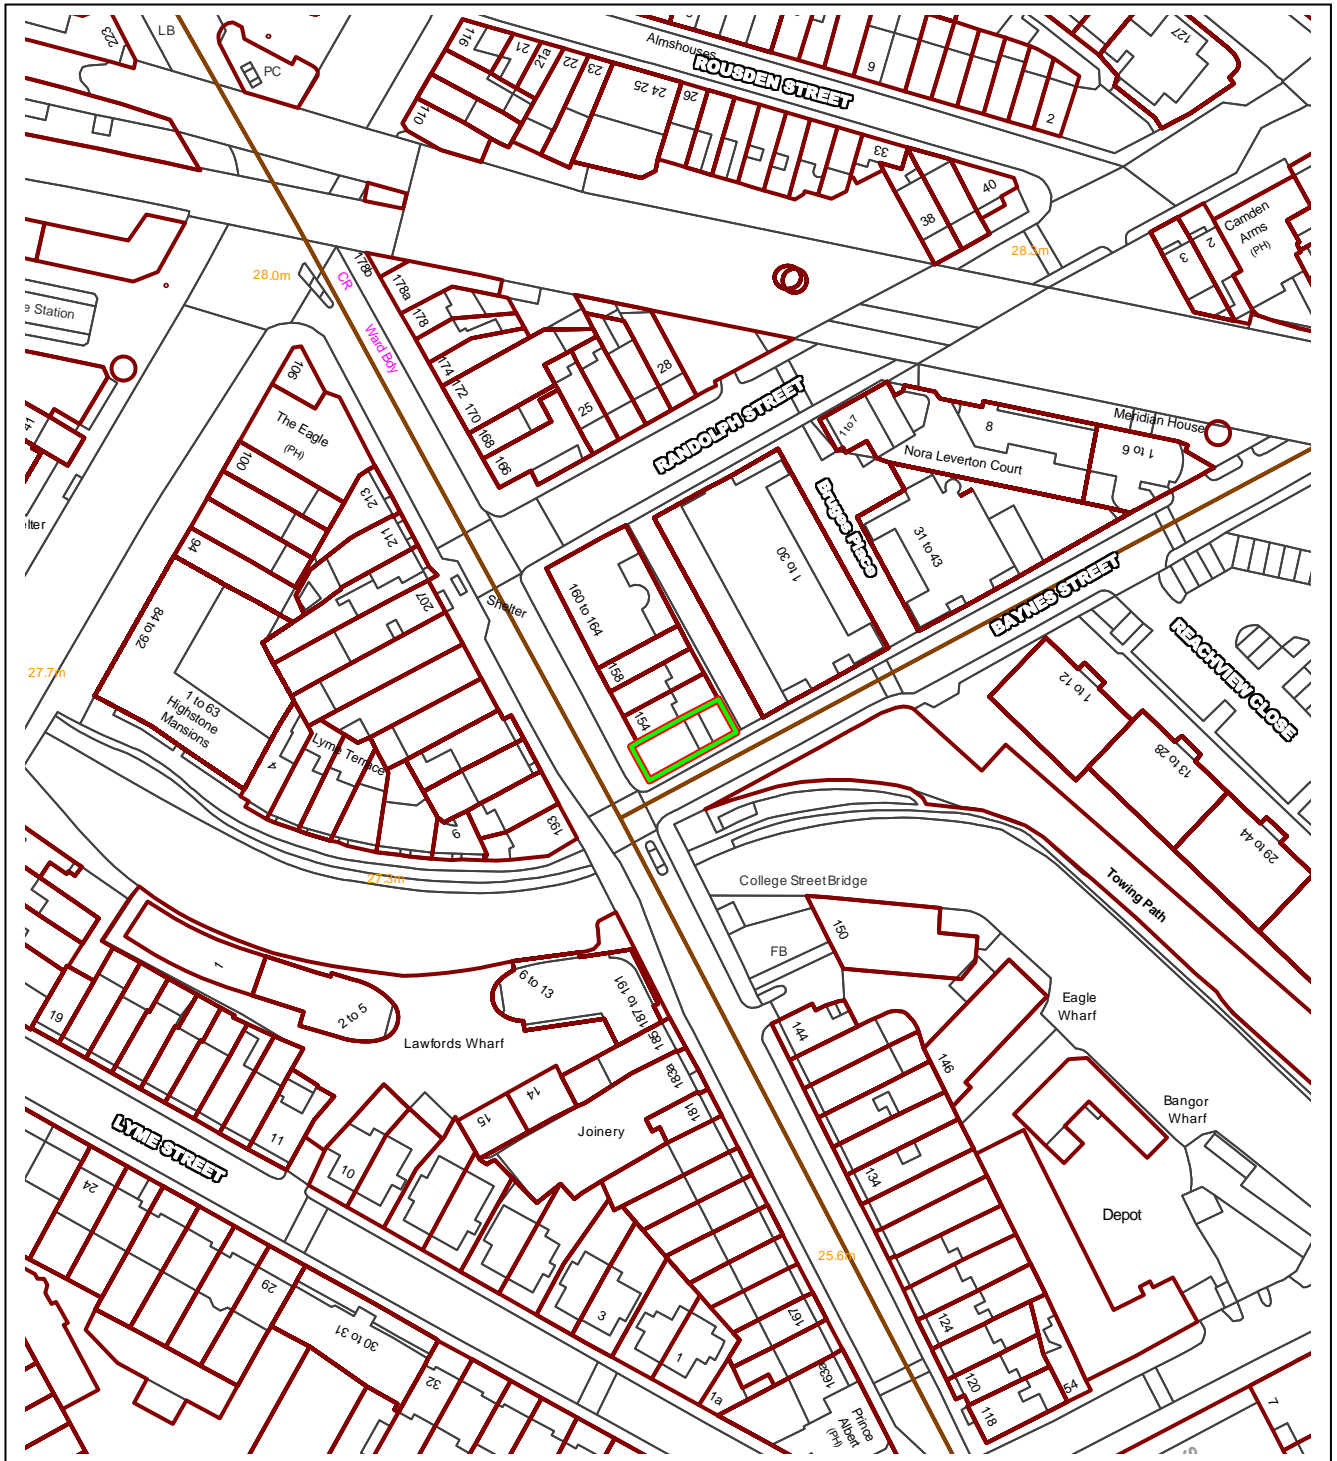 223
LB
PC
116
21
21a
22
23
24 25
26
110
Almshouses
ROUSDEN STREET
9
2
127
33
38
40
28.3m
3
2
Camden
Arms
(PH)
28.0m
CR
Ward Bdy
178b
178a
178
174
172
170
168
166
25
28
RANDOLPH STREET
e Station
106
The Eagle
(PH)
100
94
84 to 92
213
211
207
Shelter
elter
27.7m
1 to 63
Highstone
Mansions
Lyme Terrace
4
193
27.3m
160 to 164
158
154
1 to 30
Bruges Place
1 to 7
8
Nora Leverton Court
Meridian House
1 to 6
31 to 43
BAYNES STREET
REACHVIEW CLOSE
1 to 12
13 to 28
29 to 44
Towing Path
College Street Bridge
FB
150
Eagle
Wharf
Bangor
Wharf
144
146
134
Depot
124
120
118
54
7
25.6m
1
2 to 5
6 to 13
187 to 191
185
183a
181
Lawfords Wharf
19
11
10
15
14
Joinery
LYME STREET
24
29
30 to 31
32
3
1
1a
167
163a
Prince
Albert
(PH)